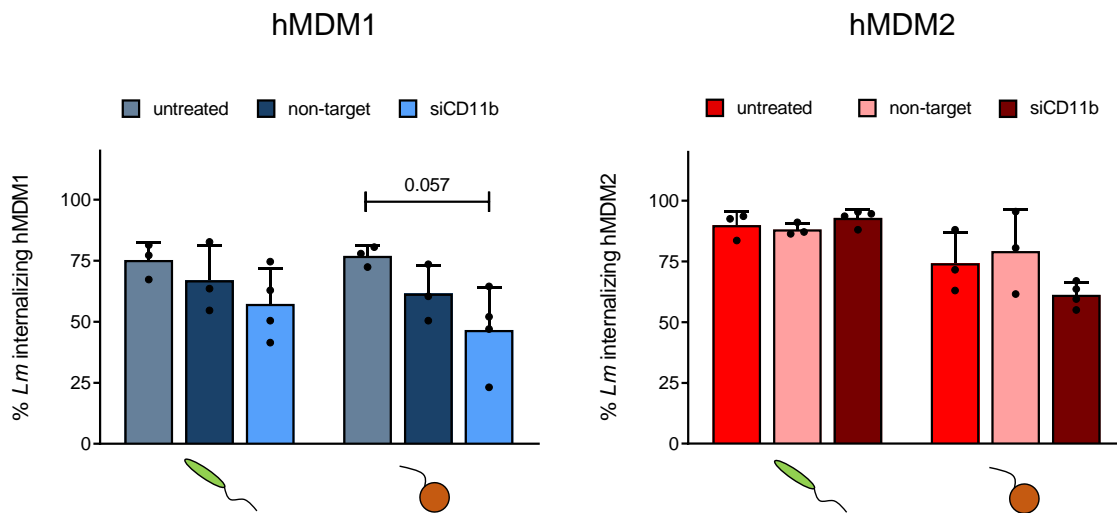 hMDM1
untreated non-target siCD11b
% Lm internalizing hMDM1
100
75
50
25
0
0.057
hMDM2
untreated non-target siCD11b
% Lm internalizing hMDM2
100
75
50
25
0